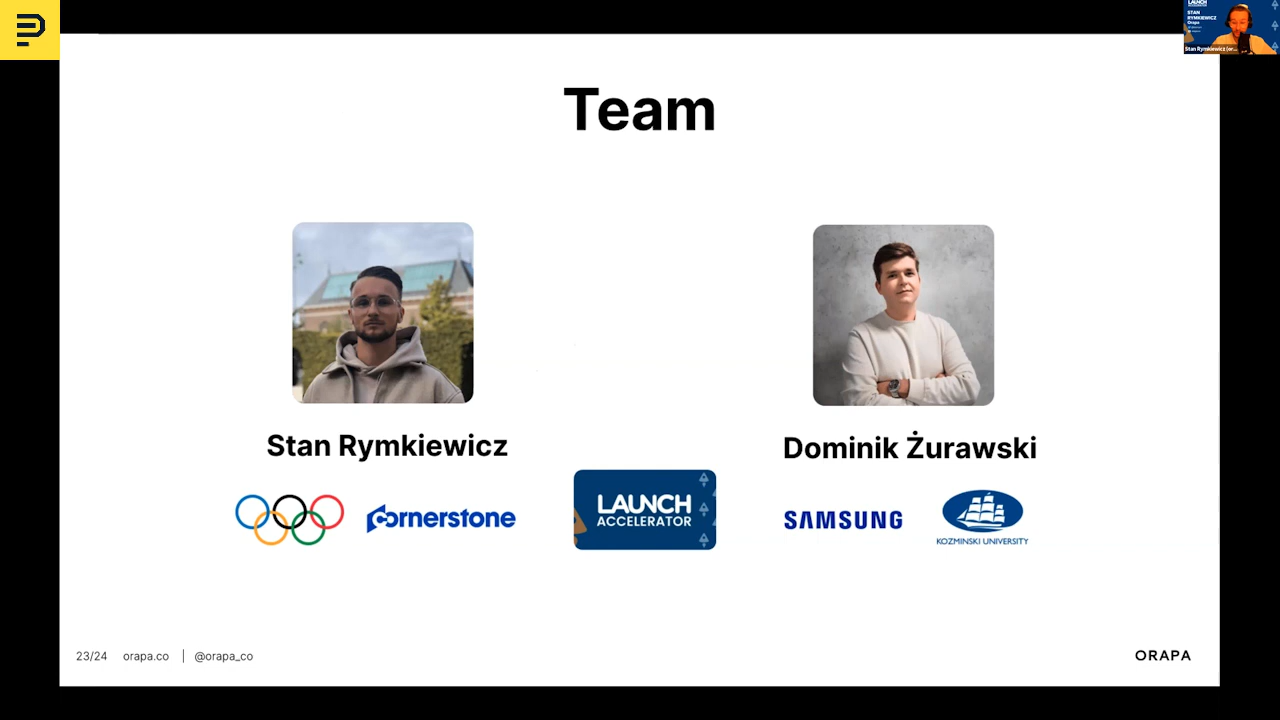 LAUNCH
ACCELERATOR
STAN
RYMKIEWICZ
Orapa
Stan Rymkiewicz (or...
Team
Stan Rymkiewicz
Dominik Żurawski
Cornerstone
LAUNCH
ACCELERATOR
SAMSUNG
KOZMINSKI UNIVERSITY
23/24 orapa.co | @orapa_co
ORAPA